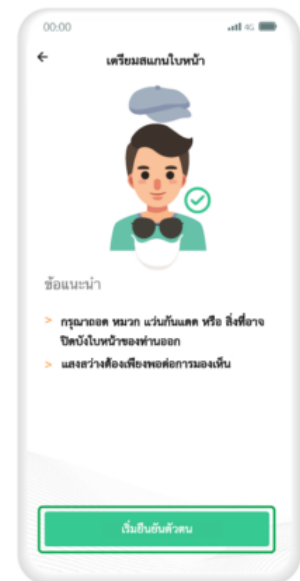 00:00
4G
เตรียมสแกนใบหน้า
ข้อแนะนำ
> กรุณาถอด หมวก แว่นกันแดด หรือ สิ่งที่อาจ
ปิดบังใบหน้าของท่านออก
> แสงสว่างต้องเพียงพอต่อการมองเห็น
เริ่มยืนยันตัวตน